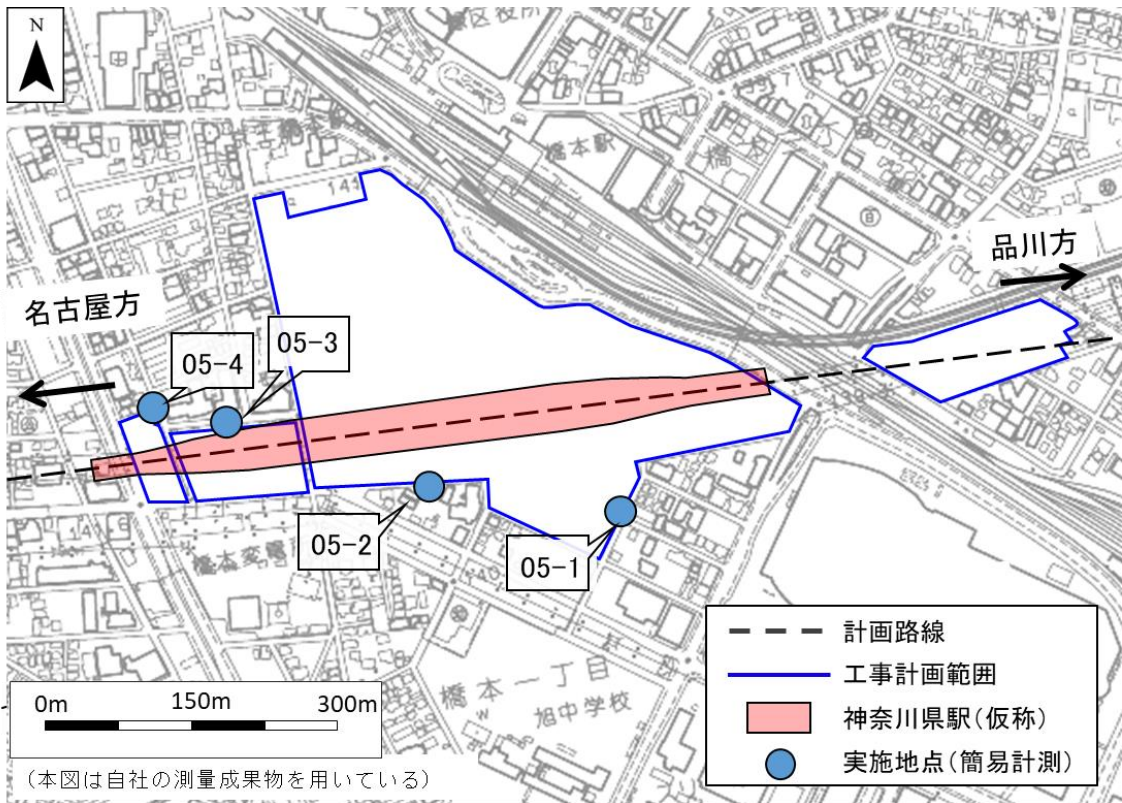 N
橋本駅
141
品川方
名古屋方
05-4
05-3
05-2
05-1
140
橋本一丁目
旭中学校
計画路線
工事計画範囲
神奈川県駅(仮称)
実施地点(簡易計測)
0m 150m 300m
(本図は自社の測量成果物を用いている)